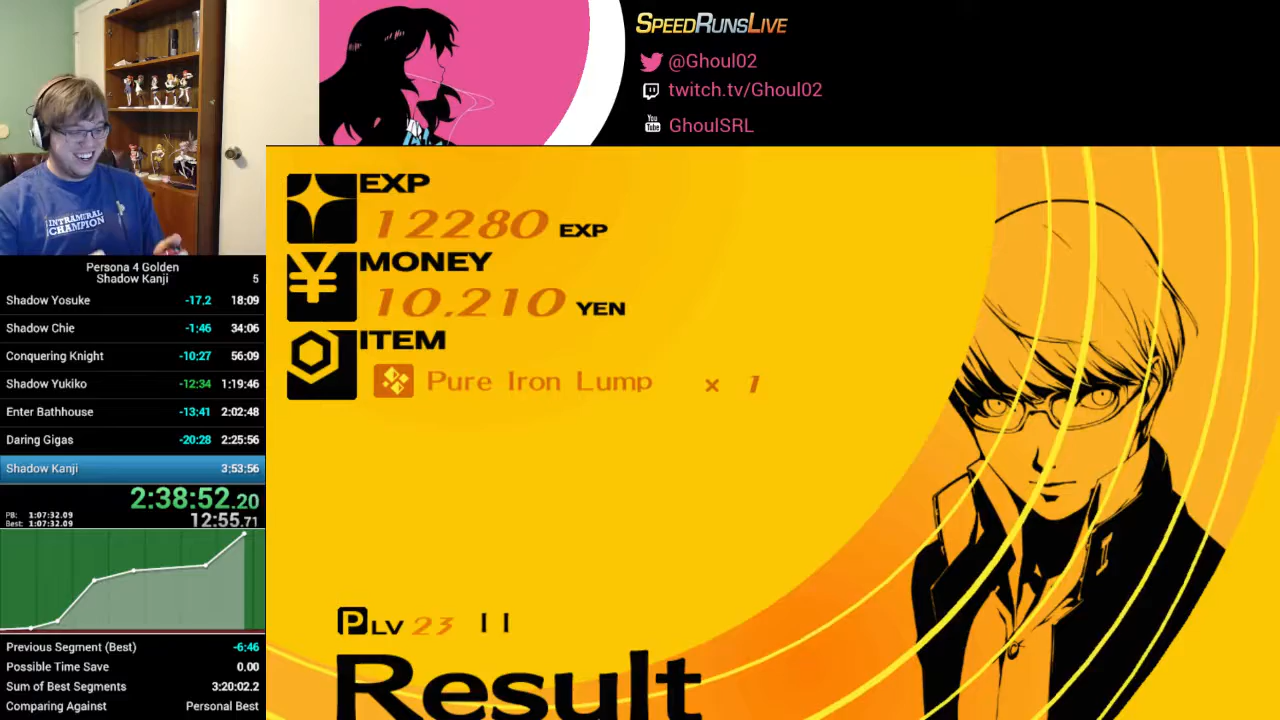 SPEEDRUNSLIVE
@Ghoul02
twitch.tv/Ghoul02
You Tube GhoulSRL
INTRAMURAL
CHAMPION
Persona 4 Golden
Shadow Kanji 5
Shadow Yosuke -17.2 18:09
Shadow Chie -1:46 34:06
Conquering Knight -10:27 56:09
Shadow Yukiko -12:34 1:19:46
Enter Bathhouse -13:41 2:02:48
Daring Gigas -20:28 2:25:56
Shadow Kanji 3:53:56
2:38:52.20
PB: 1:07:32.09
Best: 1:07:32.09
12:55.71
Previous Segment (Best) -6:46
Possible Time Save 0.00
Sum of Best Segments 3:20:02.2
Comparing Against Personal Best
EXP
12280 EXP
MONEY
¥
10,210 YEN
ITEM
Pure Iron Lump × 1
P LV 23
Result